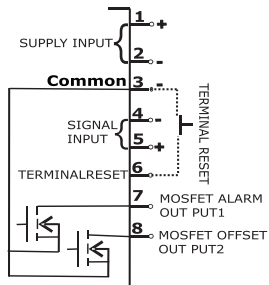 1 +
SUPPLY INPUT
2 -
Common 3 -
4 -
SIGNAL
INPUT
5 +
TERMINALRESET 6
TERMINAL RESET
7 MOSFET ALARM
OUT PUT1
8 MOSFET OFFSET
OUT PUT2